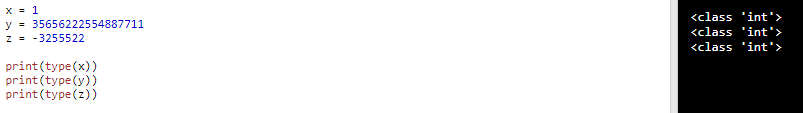 x = 1
y = 35656222554887711
z = -3255522
print(type(x))
print(type(y))
print(type(z))
<class 'int'>
<class 'int'>
<class 'int'>